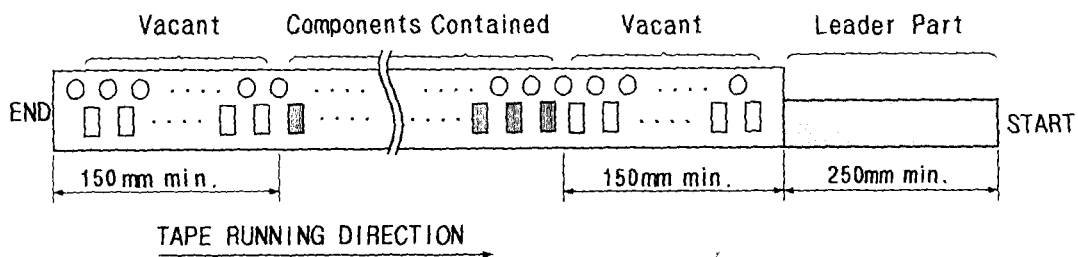 Vacant Components Contained Vacant Leader Part
END START
150mm min. 150mm min. 250mm min.
TAPE RUNNING DIRECTION